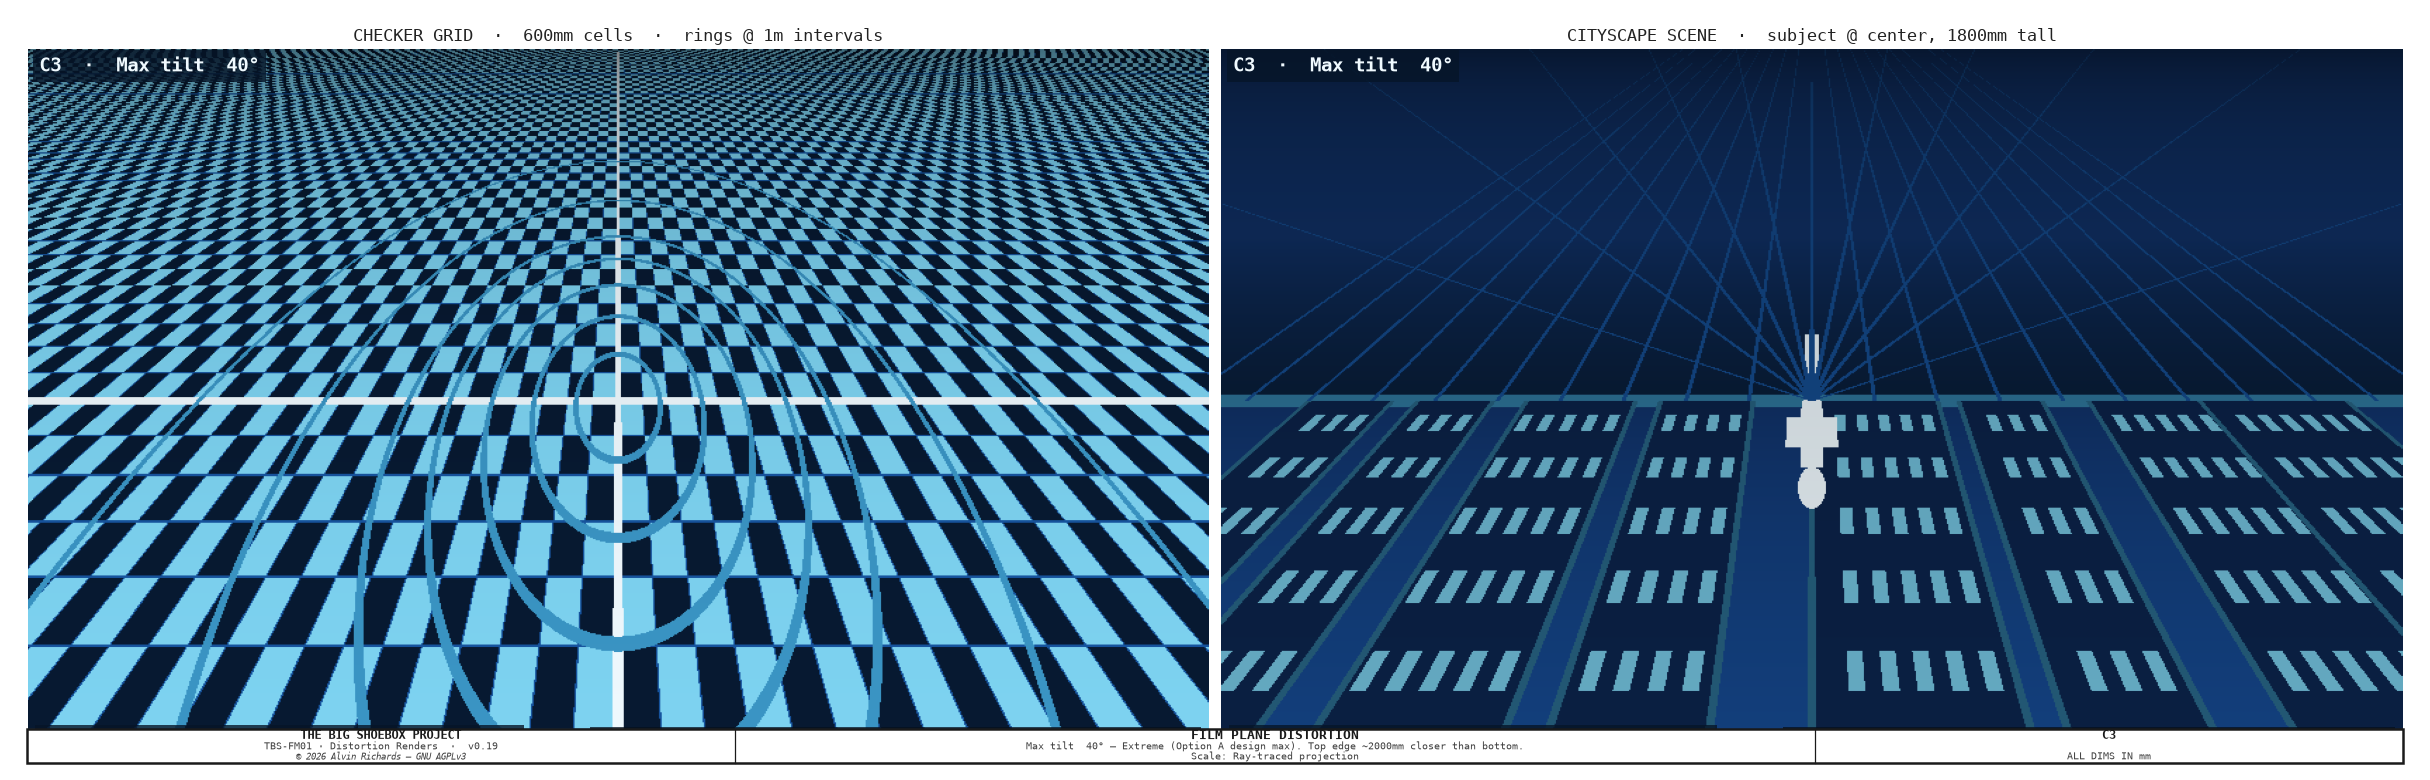 CHECKER GRID · 600mm cells · rings @ 1m intervals
CITYSCAPE SCENE · subject @ center, 1800mm tall
C3 · Max tilt 40°
C3 · Max tilt 40°
THE BIG SHOEBOX PROJECT
TBS-FM01 · Distortion Renders · v0.19
© 2026 Alvin Richards — GNU AGPLv3
FILM PLANE DISTORTION
Max tilt 40° — Extreme (Option A design max). Top edge ~2000mm closer than bottom.
Scale: Ray-traced projection
C3
ALL DIMS IN mm